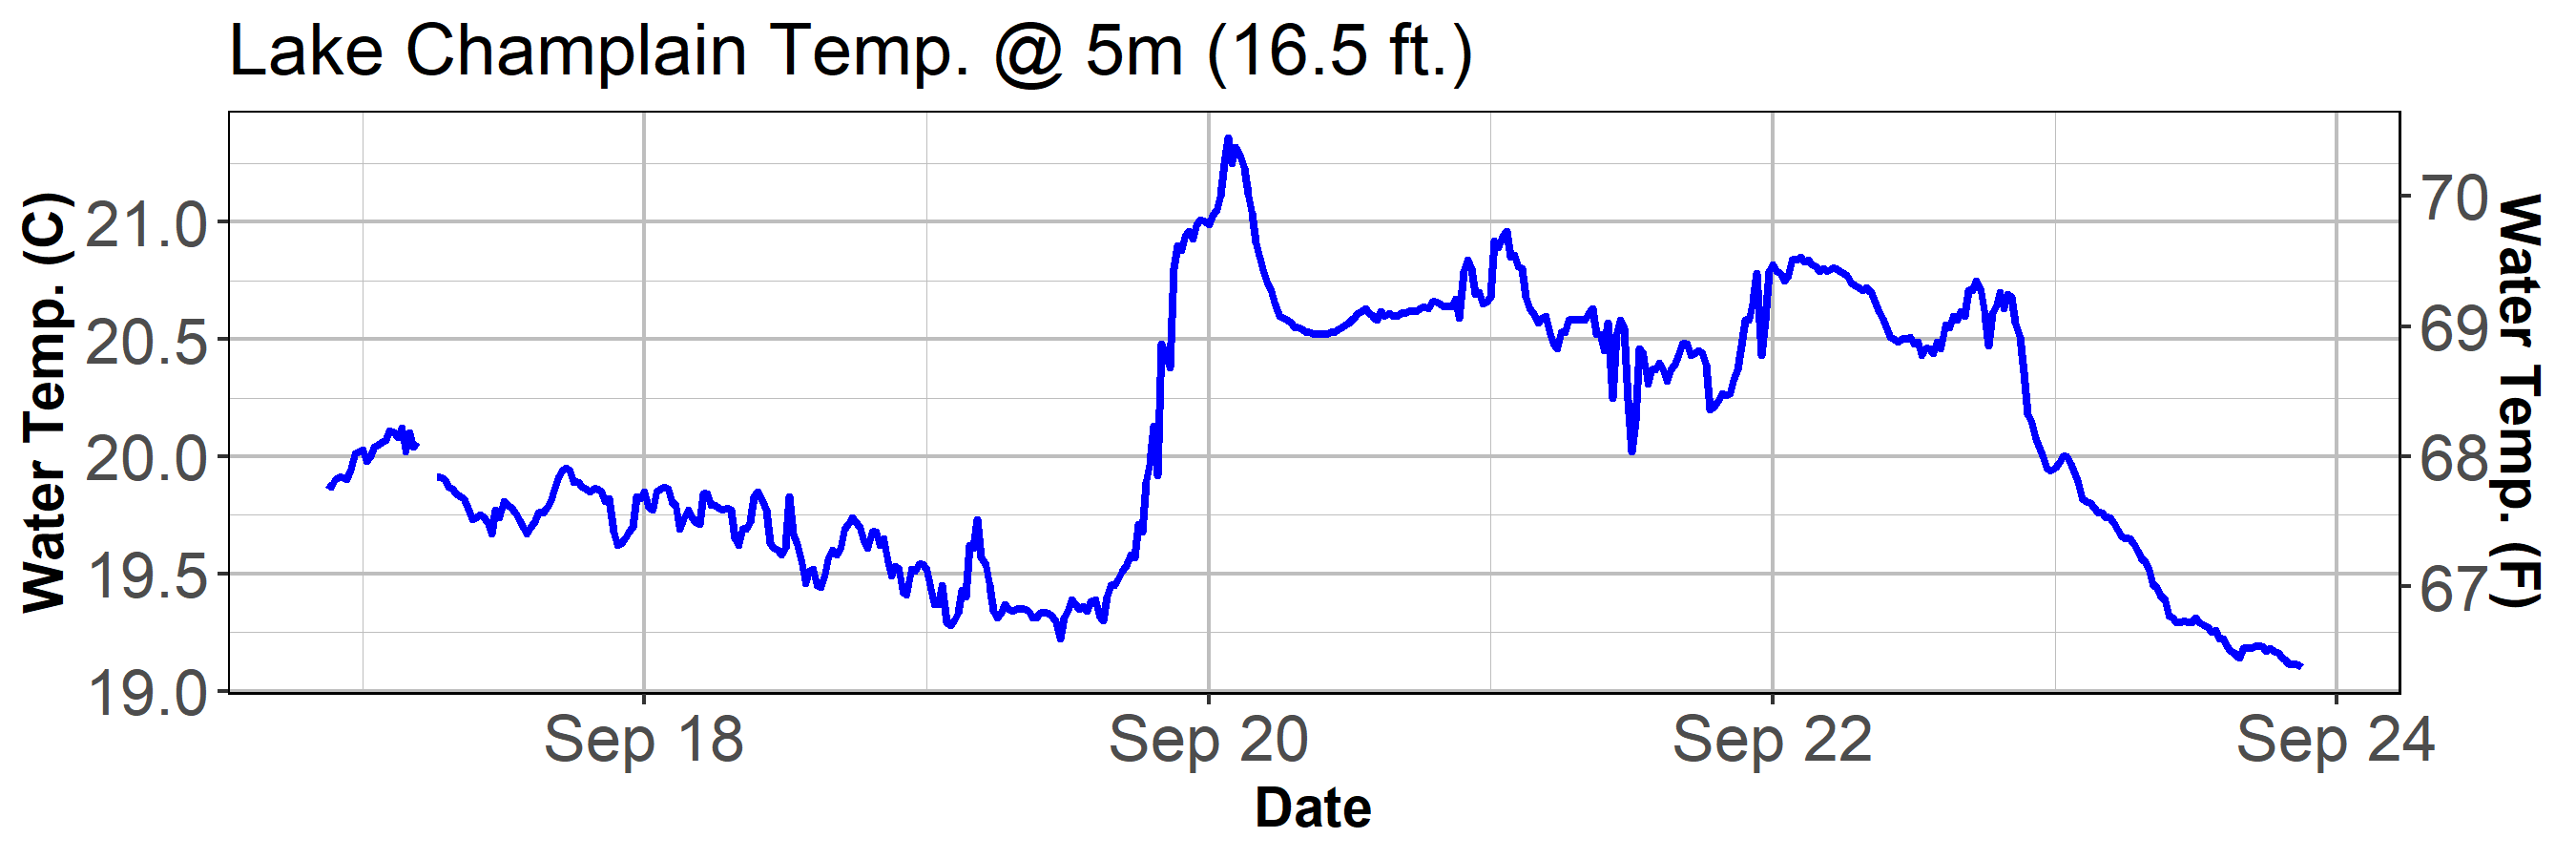 Lake Champlain Temp. @ 5m (16.5 ft.)
Water Temp. (C)
21.0
20.5
20.0
19.5
19.0
70
69
68
67
Water Temp. (F)
Sep 18 Sep 20 Sep 22 Sep 24
Date